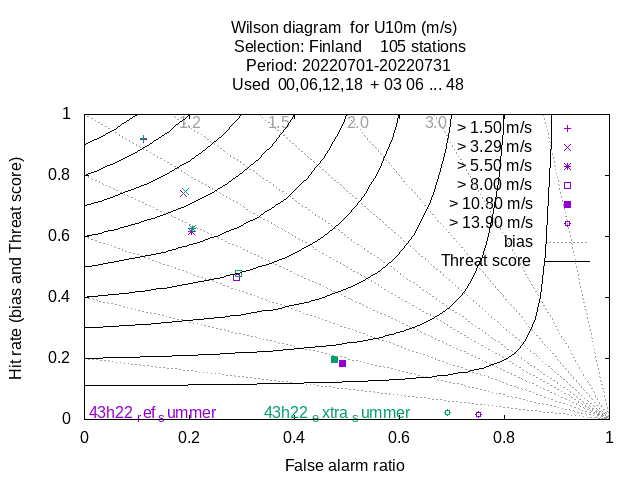 Wilson diagram for U10m (m/s)
Selection: Finland 105 stations
Period: 20220701-20220731
Used 00,06,12,18 + 03 06 ... 48
Hit rate (bias and Threat score)
1
0.8
0.6
0.4
0.2
0
1.2
1.5
2.0
3.0
> 1.50 m/s
> 3.29 m/s
> 5.50 m/s
> 8.00 m/s
> 10.80 m/s
> 13.90 m/s
bias
Threat score
43h22_ref_summer
43h22_extra_summer
0 0.2 0.4 0.6 0.8 1
False alarm ratio